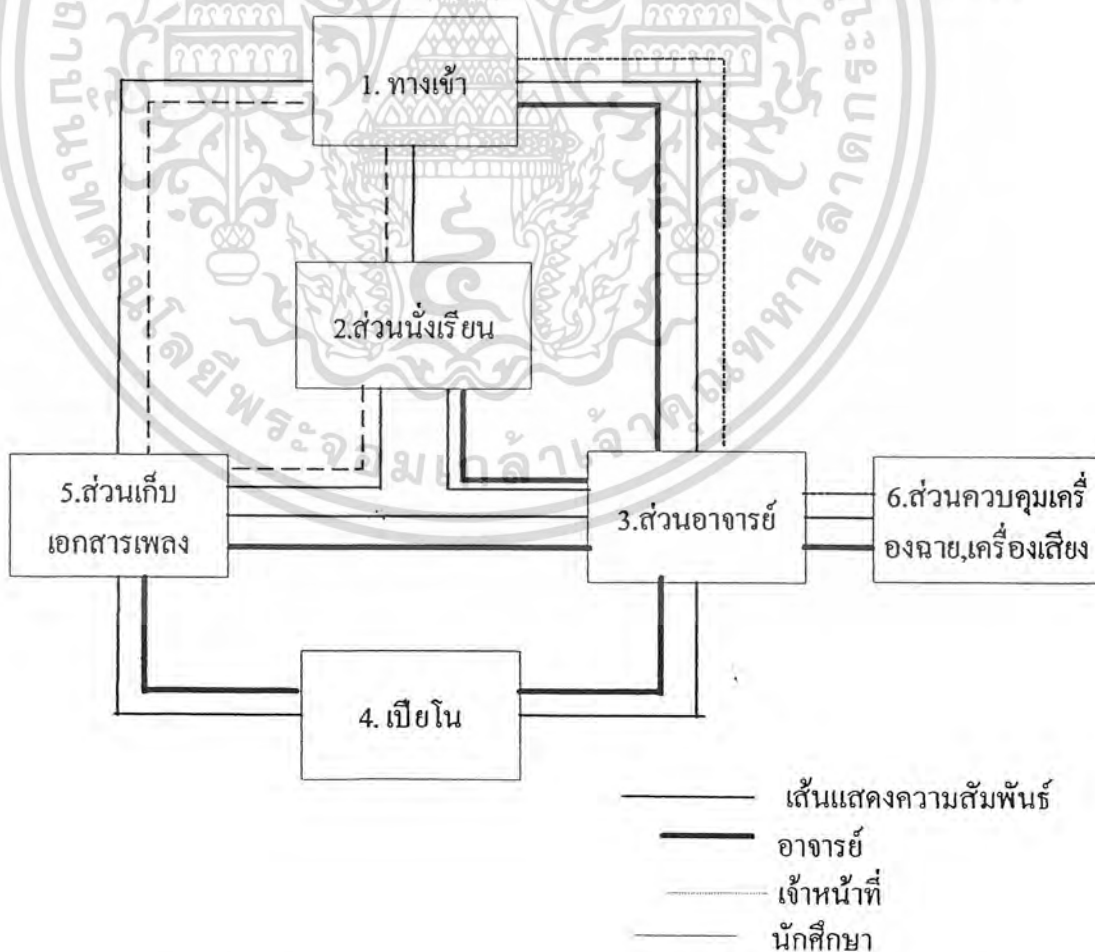 1. ทางเข้า
2.ส่วนนั่งเรียน
5.ส่วนเก็บ
เอกสารเพลง
3.ส่วนอาจารย์
6.ส่วนควบคุมเครื่
องฉาย,เครื่องเสียง
4. เปียโน
เส้นแสดงความสัมพันธ์
อาจารย์
เจ้าหน้าที่
นักศึกษา